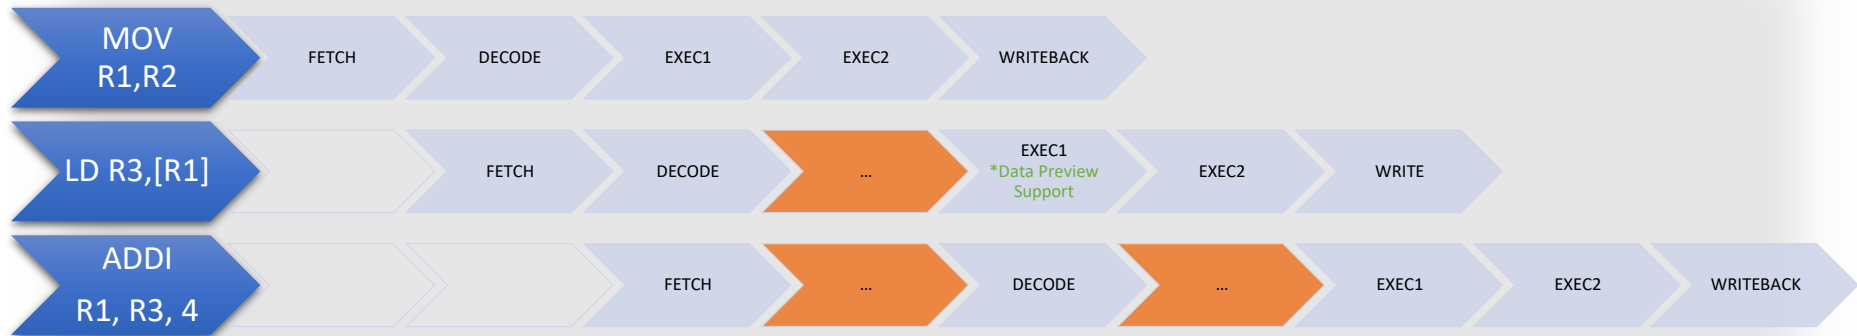 MOV
R1,R2
FETCH
DECODE
EXEC1
EXEC2
WRITEBACK
LD R3,[R1]
FETCH
DECODE
...
EXEC1
*Data Preview
Support
EXEC2
WRITE
ADDI
R1, R3, 4
FETCH
...
DECODE
...
EXEC1
EXEC2
WRITEBACK